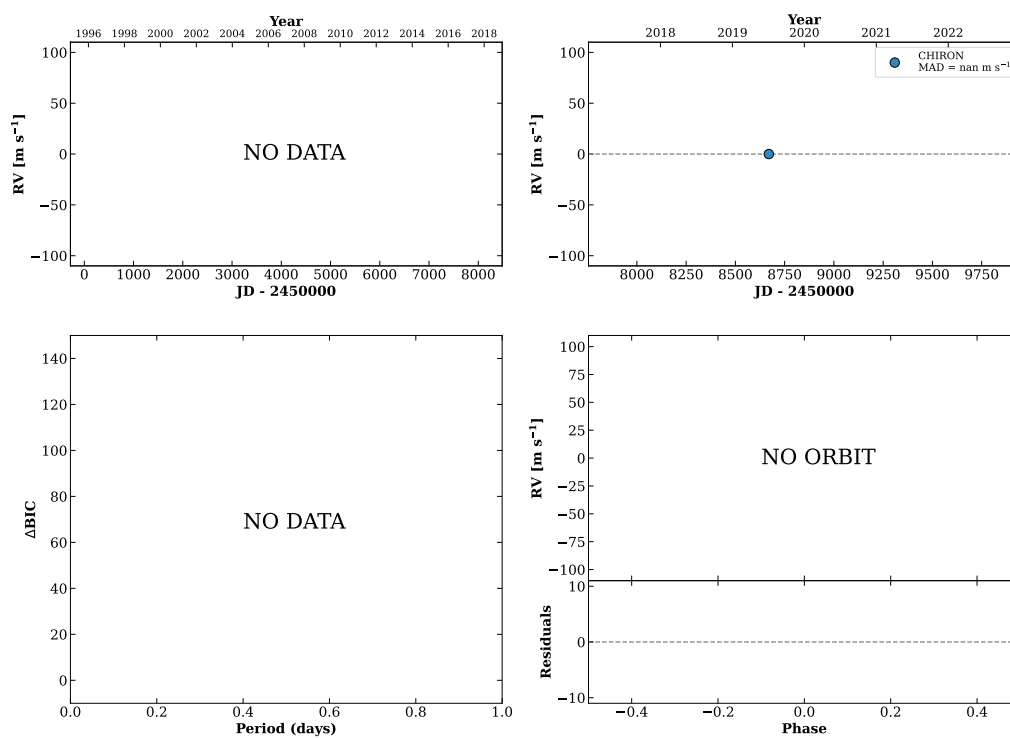 Year
1996 1998 2000 2002 2004 2006 2008 2010 2012 2014 2016 2018
100
50
0
−50
−100
RV [m s⁻¹]
NO DATA
0 1000 2000 3000 4000 5000 6000 7000 8000
JD - 2450000
Year
2018 2019 2020 2021 2022
CHIRON
MAD = nan m s⁻¹
100
50
0
−50
−100
RV [m s⁻¹]
8000 8250 8500 8750 9000 9250 9500 9750
JD - 2450000
140
120
100
80
60
40
20
0
ΔBIC
NO DATA
0.0 0.2 0.4 0.6 0.8 1.0
Period (days)
100
75
50
25
0
−25
−50
−75
−100
RV [m s⁻¹]
NO ORBIT
10
0
−10
Residuals
−0.4 −0.2 0.0 0.2 0.4
Phase